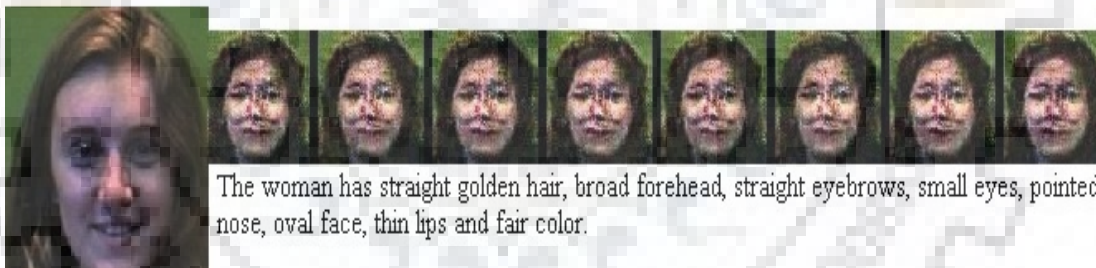 The woman has straight golden hair, broad forehead, straight eyebrows, small eyes, pointed
nose, oval face, thin lips and fair color.